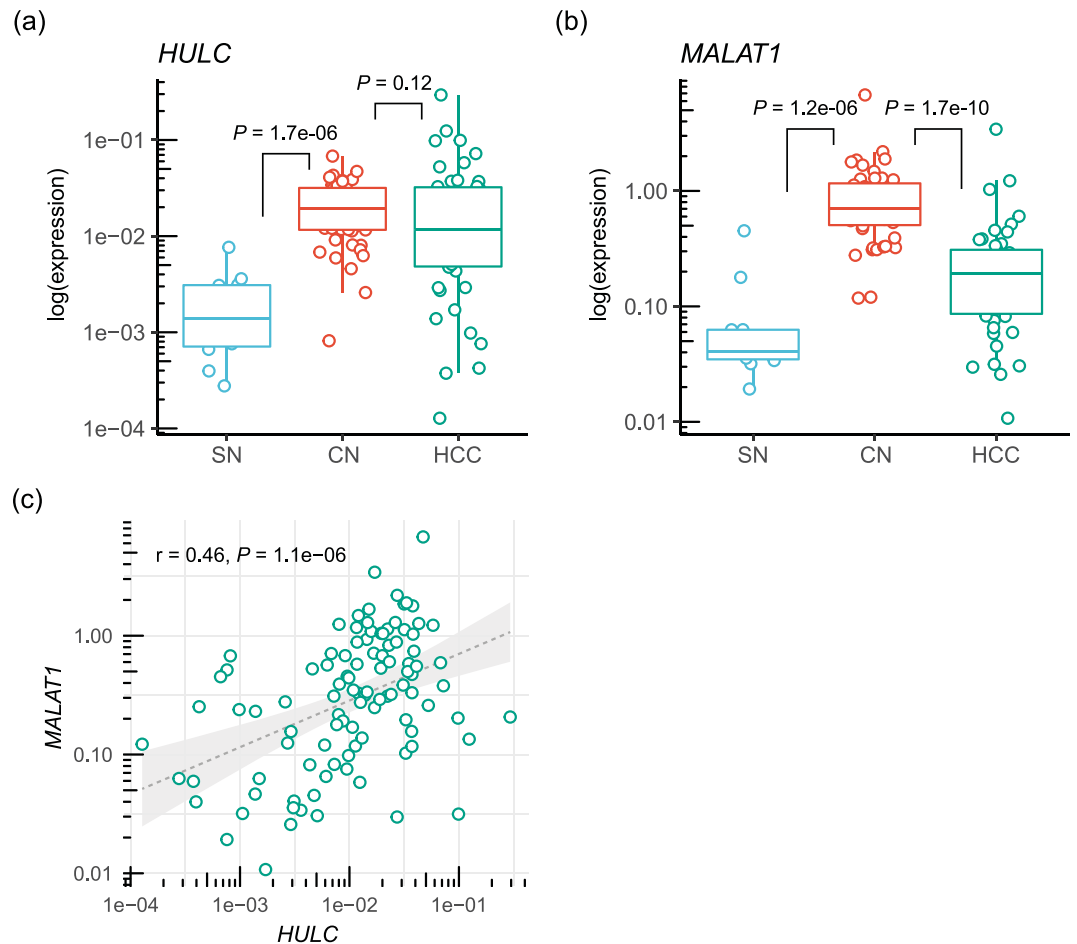 (a)
HULC
P = 0.12
P = 1.7e-06
1e-01
1e-02
1e-03
1e-04
log(expression)
SN CN HCC
(b)
MALAT1
P = 1.2e-06 P = 1.7e-10
1.00
0.10
0.01
log(expression)
SN CN HCC
(c)
r = 0.46, P = 1.1e−06
1.00
0.10
0.01
MALAT1
1e-04 1e-03 1e-02 1e-01
HULC